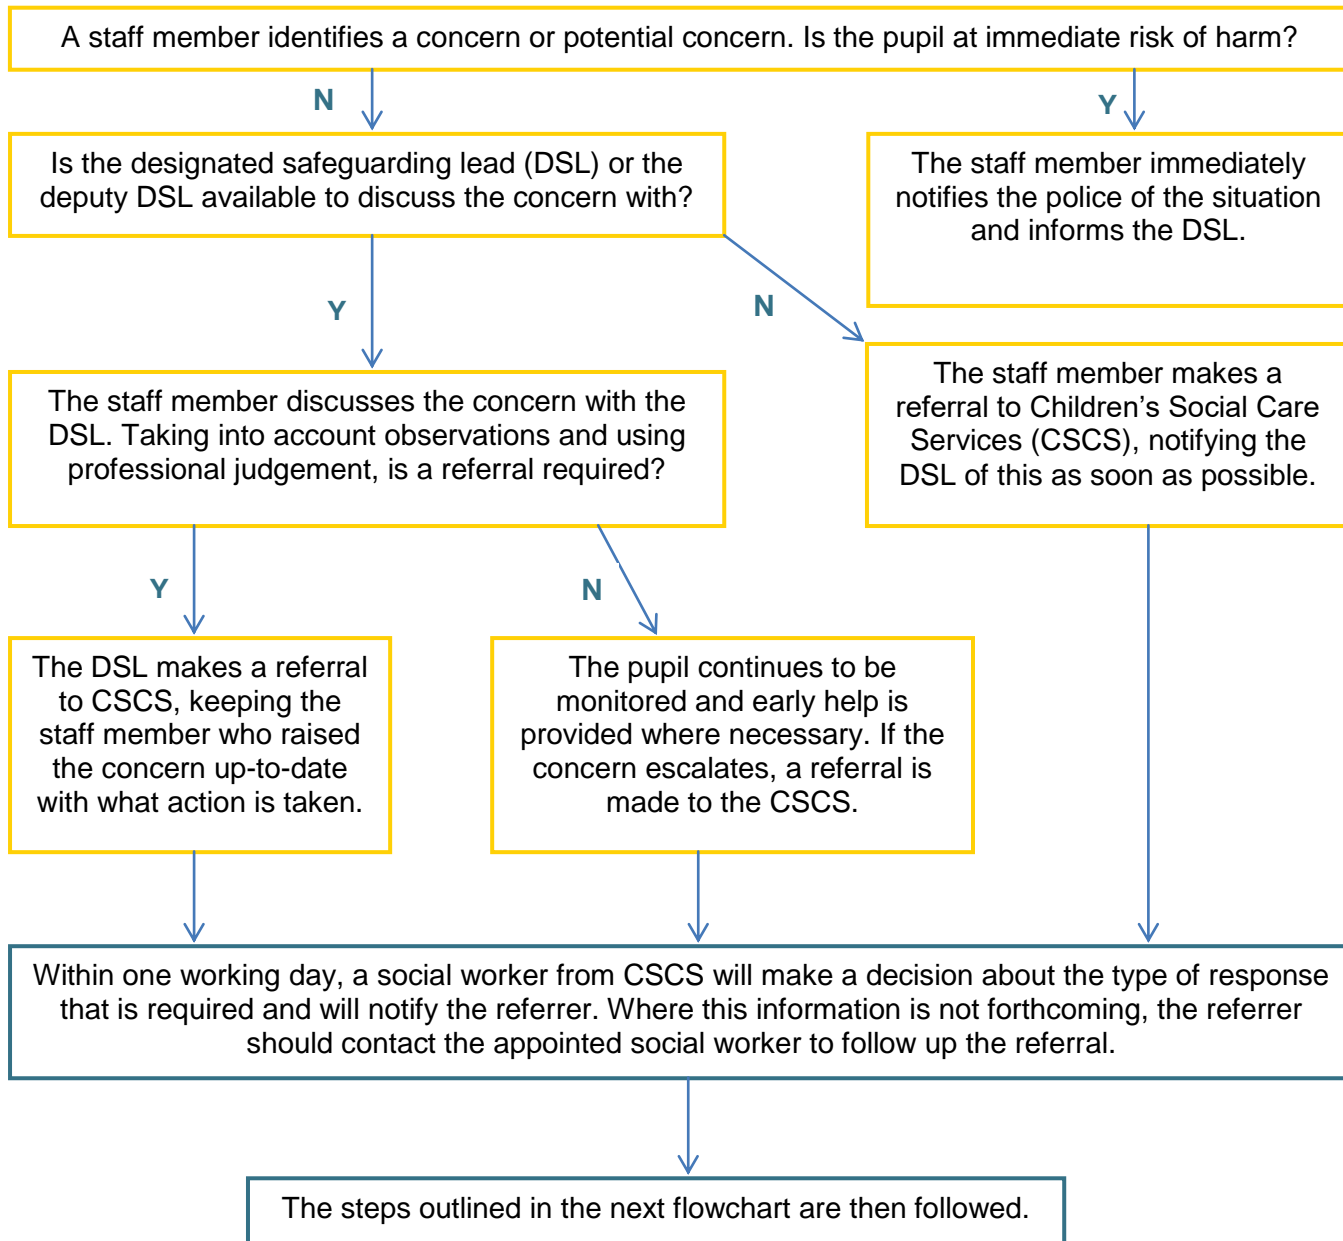 A staff member identifies a concern or potential concern. Is the pupil at immediate risk of harm?
N
Y
Is the designated safeguarding lead (DSL) or the
deputy DSL available to discuss the concern with?
The staff member immediately
notifies the police of the situation
and informs the DSL.
Y
N
The staff member discusses the concern with the
DSL. Taking into account observations and using
professional judgement, is a referral required?
The staff member makes a
referral to Children’s Social Care
Services (CSCS), notifying the
DSL of this as soon as possible.
Y
N
The DSL makes a referral
to CSCS, keeping the
staff member who raised
the concern up-to-date
with what action is taken.
The pupil continues to be
monitored and early help is
provided where necessary. If the
concern escalates, a referral is
made to the CSCS.
Within one working day, a social worker from CSCS will make a decision about the type of response
that is required and will notify the referrer. Where this information is not forthcoming, the referrer
should contact the appointed social worker to follow up the referral.
The steps outlined in the next flowchart are then followed.